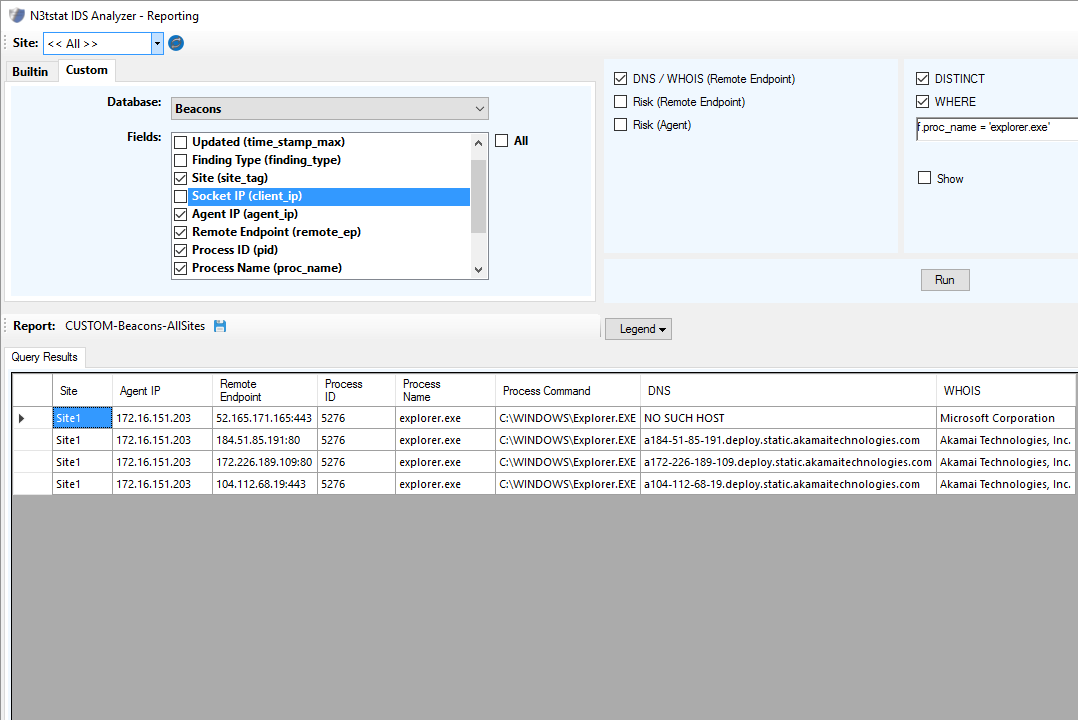 N3tstat IDS Analyzer - Reporting
Site: << All >>
Builtin Custom
Database: Beacons
Fields:
Updated (time_stamp_max)
Finding Type (finding_type)
Site (site_tag)
Socket IP (client_ip)
Agent IP (agent_ip)
Remote Endpoint (remote_ep)
Process ID (pid)
Process Name (proc_name)
All
DNS / WHOIS (Remote Endpoint)
Risk (Remote Endpoint)
Risk (Agent)
DISTINCT
WHERE
f.proc_name = 'explorer.exe'
Show
Run
Report: CUSTOM-Beacons-AllSites
Legend
Query Results
Site Agent IP Remote Endpoint Process ID Process Name Process Command DNS WHOIS
Site1 172.16.151.203 52.165.171.165:443 5276 explorer.exe C:\WINDOWS\Explorer.EXE NO SUCH HOST Microsoft Corporation
Site1 172.16.151.203 184.51.85.191:80 5276 explorer.exe C:\WINDOWS\Explorer.EXE a184-51-85-191.deploy.static.akamaitechnologies.com Akamai Technologies, Inc.
Site1 172.16.151.203 172.226.189.109:80 5276 explorer.exe C:\WINDOWS\Explorer.EXE a172-226-189-109.deploy.static.akamaitechnologies.com Akamai Technologies, Inc.
Site1 172.16.151.203 104.112.68.19:443 5276 explorer.exe C:\WINDOWS\Explorer.EXE a104-112-68-19.deploy.static.akamaitechnologies.com Akamai Technologies, Inc.